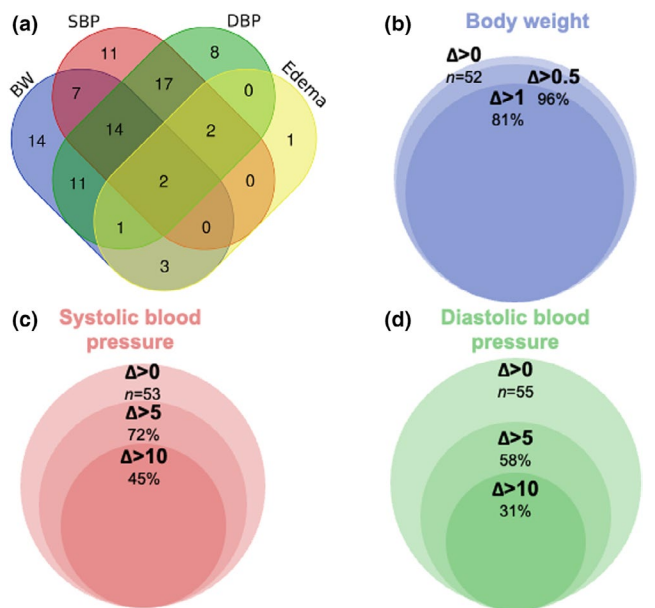 (a)
SBP
DBP
BW
Edema
11
8
7
17
0
14
14
2
1
11
2
0
1
0
3
(b)
Body weight
Δ>0
n=52
Δ>0.5
96%
Δ>1
81%
(c)
Systolic blood
pressure
Δ>0
n=53
Δ>5
72%
Δ>10
45%
(d)
Diastolic blood
pressure
Δ>0
n=55
Δ>5
58%
Δ>10
31%